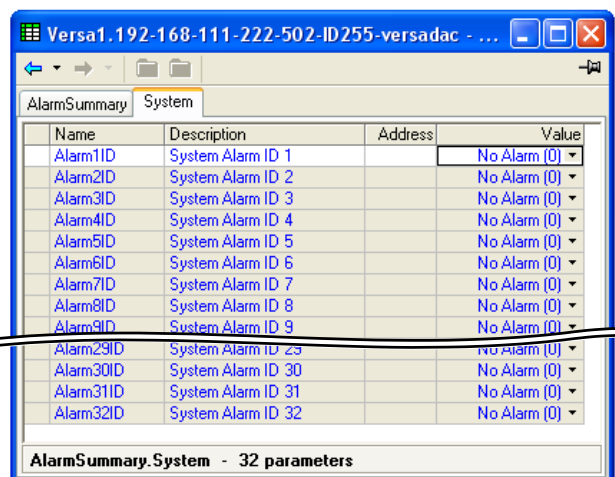 Versa1.192-168-111-222-502-ID255-versadac - ...
AlarmSummary System
Name Description Address Value
Alarm1ID System Alarm ID 1 No Alarm (0)
Alarm2ID System Alarm ID 2 No Alarm (0)
Alarm3ID System Alarm ID 3 No Alarm (0)
Alarm4ID System Alarm ID 4 No Alarm (0)
Alarm5ID System Alarm ID 5 No Alarm (0)
Alarm6ID System Alarm ID 6 No Alarm (0)
Alarm7ID System Alarm ID 7 No Alarm (0)
Alarm8ID System Alarm ID 8 No Alarm (0)
Alarm9ID System Alarm ID 9 No Alarm (0)
Alarm29ID System Alarm ID 29 No Alarm (0)
Alarm30ID System Alarm ID 30 No Alarm (0)
Alarm31ID System Alarm ID 31 No Alarm (0)
Alarm32ID System Alarm ID 32 No Alarm (0)
AlarmSummary.System - 32 parameters